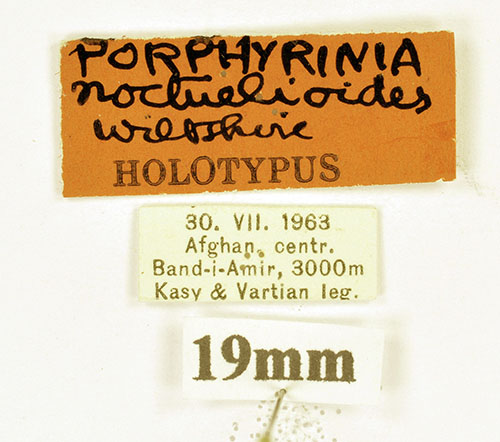 PORPHYRINIA
noctuelioides
wiltshire
HOLOTYPUS
30. VII. 1963
Afghan. centr.
Band-i-Amir, 3000m
Kasy & Vartian leg.
19mm